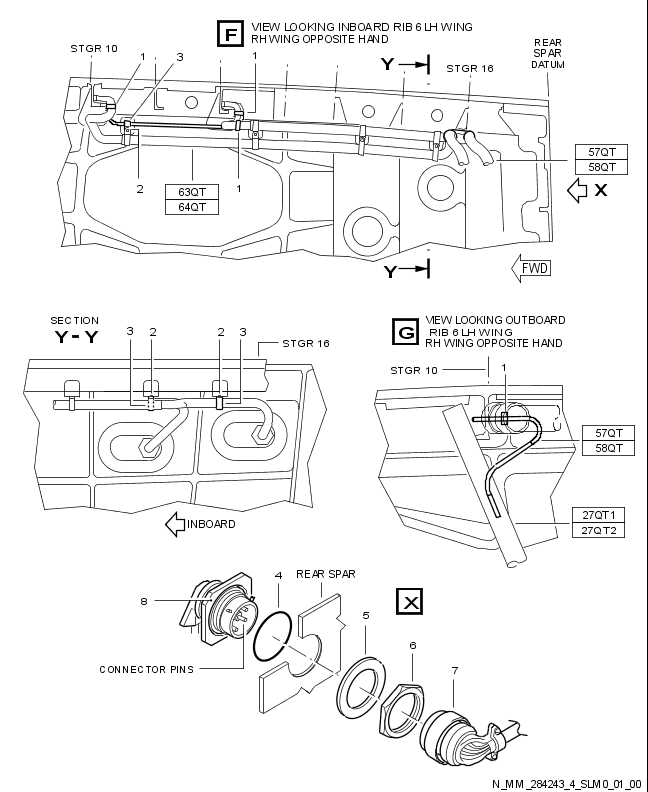 F VIEW LOOKING INBOARD RIB 6 LH WING
RH WING OPPOSITE HAND
STGR 10
1
3
1
Y
STGR 16
REAR
SPAR
DATUM
57QT
58QT
X
2
63QT
64QT
1
Y
FWD
SECTION
Y-Y
3
2
2
3
STGR 16
INBOARD
G VIEW LOOKING OUTBOARD
RIB 6 LH WING
RH WING OPPOSITE HAND
STGR 10
1
57QT
58QT
27QT1
27QT2
8
4
REAR SPAR
X
5
6
7
CONNECTOR PINS
N_MM_284243_4_SLM0_01_00